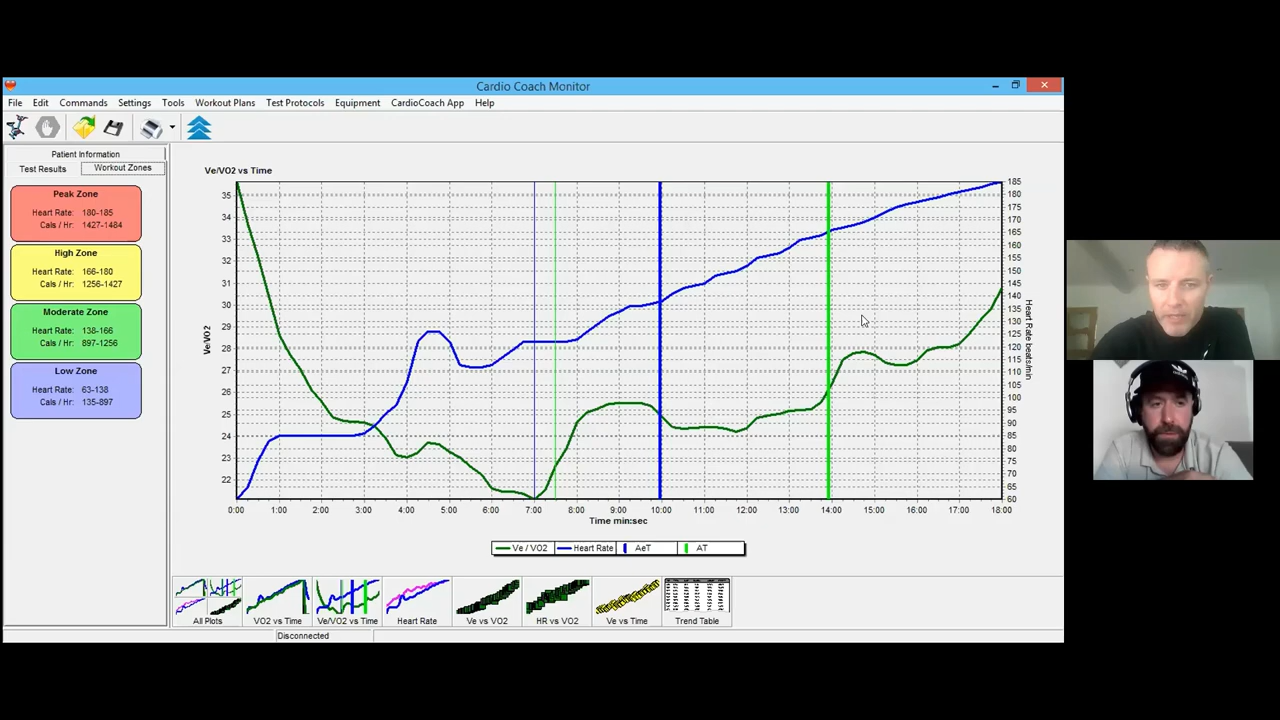 Cardio Coach Monitor
File Edit Commands Settings Tools Workout Plans Test Protocols Equipment CardioCoach App Help
Patient Information
Test Results Workout Zones
Peak Zone
Heart Rate: 180-185
Cals / Hr: 1427-1484
High Zone
Heart Rate: 166-180
Cals / Hr: 1256-1427
Moderate Zone
Heart Rate: 138-166
Cals / Hr: 897-1256
Low Zone
Heart Rate: 63-138
Cals / Hr: 135-897
Ve/VO2 vs Time
Ve/VO2
35
34
33
32
31
30
29
28
27
26
25
24
23
22
185
180
175
170
165
160
155
150
145
140
135
130
125
120
115
110
105
100
95
90
85
80
75
70
65
60
Heart Rate beats/min
0:00 1:00 2:00 3:00 4:00 5:00 6:00 7:00 8:00 9:00 10:00 11:00 12:00 13:00 14:00 15:00 16:00 17:00 18:00
Time min:sec
Ve / VO2 Heart Rate AeT AT
All Plots VO2 vs Time Ve/VO2 vs Time Heart Rate Ve vs VO2 HR vs VO2 Ve vs Time Trend Table
Disconnected